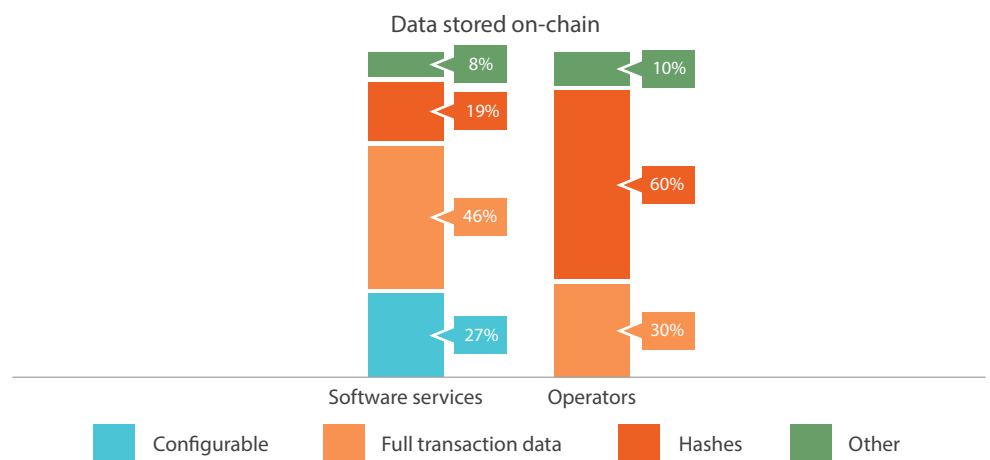 Data stored on-chain
8%
10%
19%
60%
46%
27%
30%
Software services
Operators
Configurable
Full transaction data
Hashes
Other